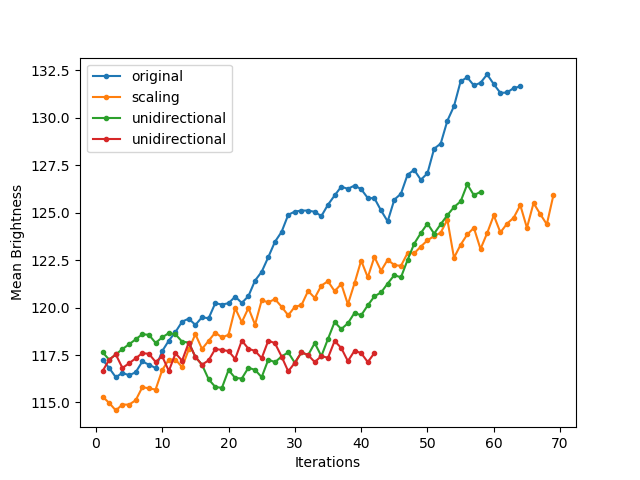 original
scaling
unidirectional
unidirectional
132.5
130.0
127.5
125.0
122.5
120.0
117.5
115.0
Mean Brightness
0 10 20 30 40 50 60 70
Iterations